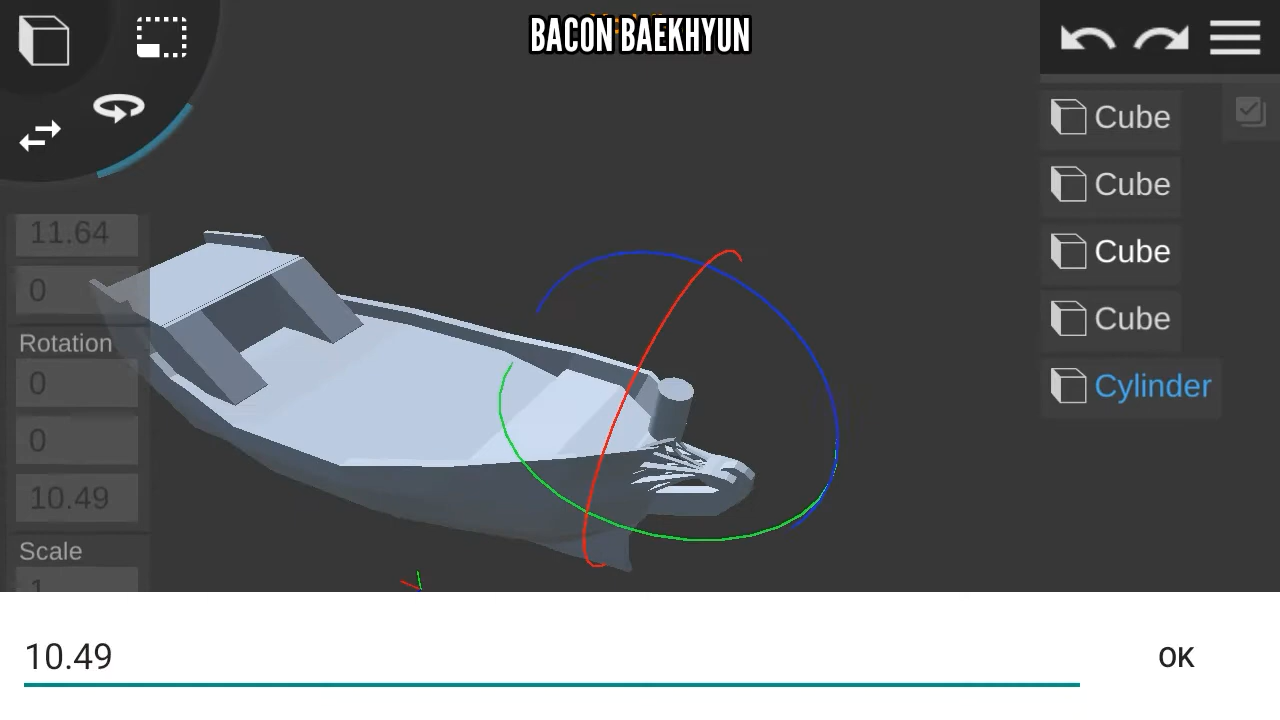 BACON BAEKHYUN
Cube
Cube
Cube
Cube
Cylinder
11.64
0
Rotation
0
0
10.49
Scale
1
10.49
OK